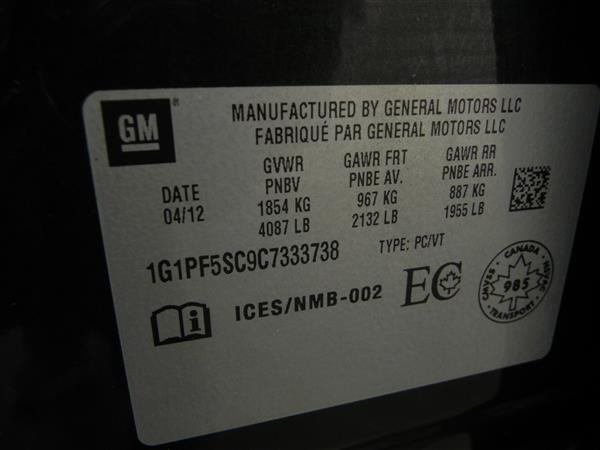 GM
®
MANUFACTURED BY GENERAL MOTORS LLC
FABRIQUÉ PAR GENERAL MOTORS LLC
DATE
04/12
GVWR
PNBV
1854 KG
4087 LB
GAWR FRT
PNBE AV.
967 KG
2132 LB
GAWR RR
PNBE ARR.
887 KG
1955 LB
1G1PF5SC9C7333738
TYPE: PC/VT
ICES/NMB-002
EC
CANADA
CMVSS - NSVAC
985
TRANSPORT